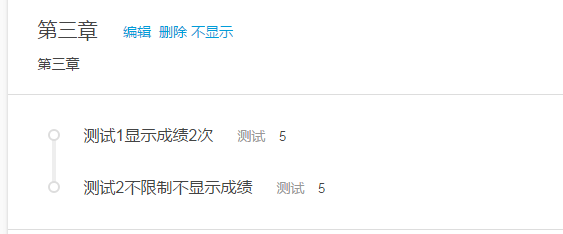 第三章 编辑 删除 不显示
第三章
测试1显示成绩2次 测试 5
测试2不限制不显示成绩 测试 5